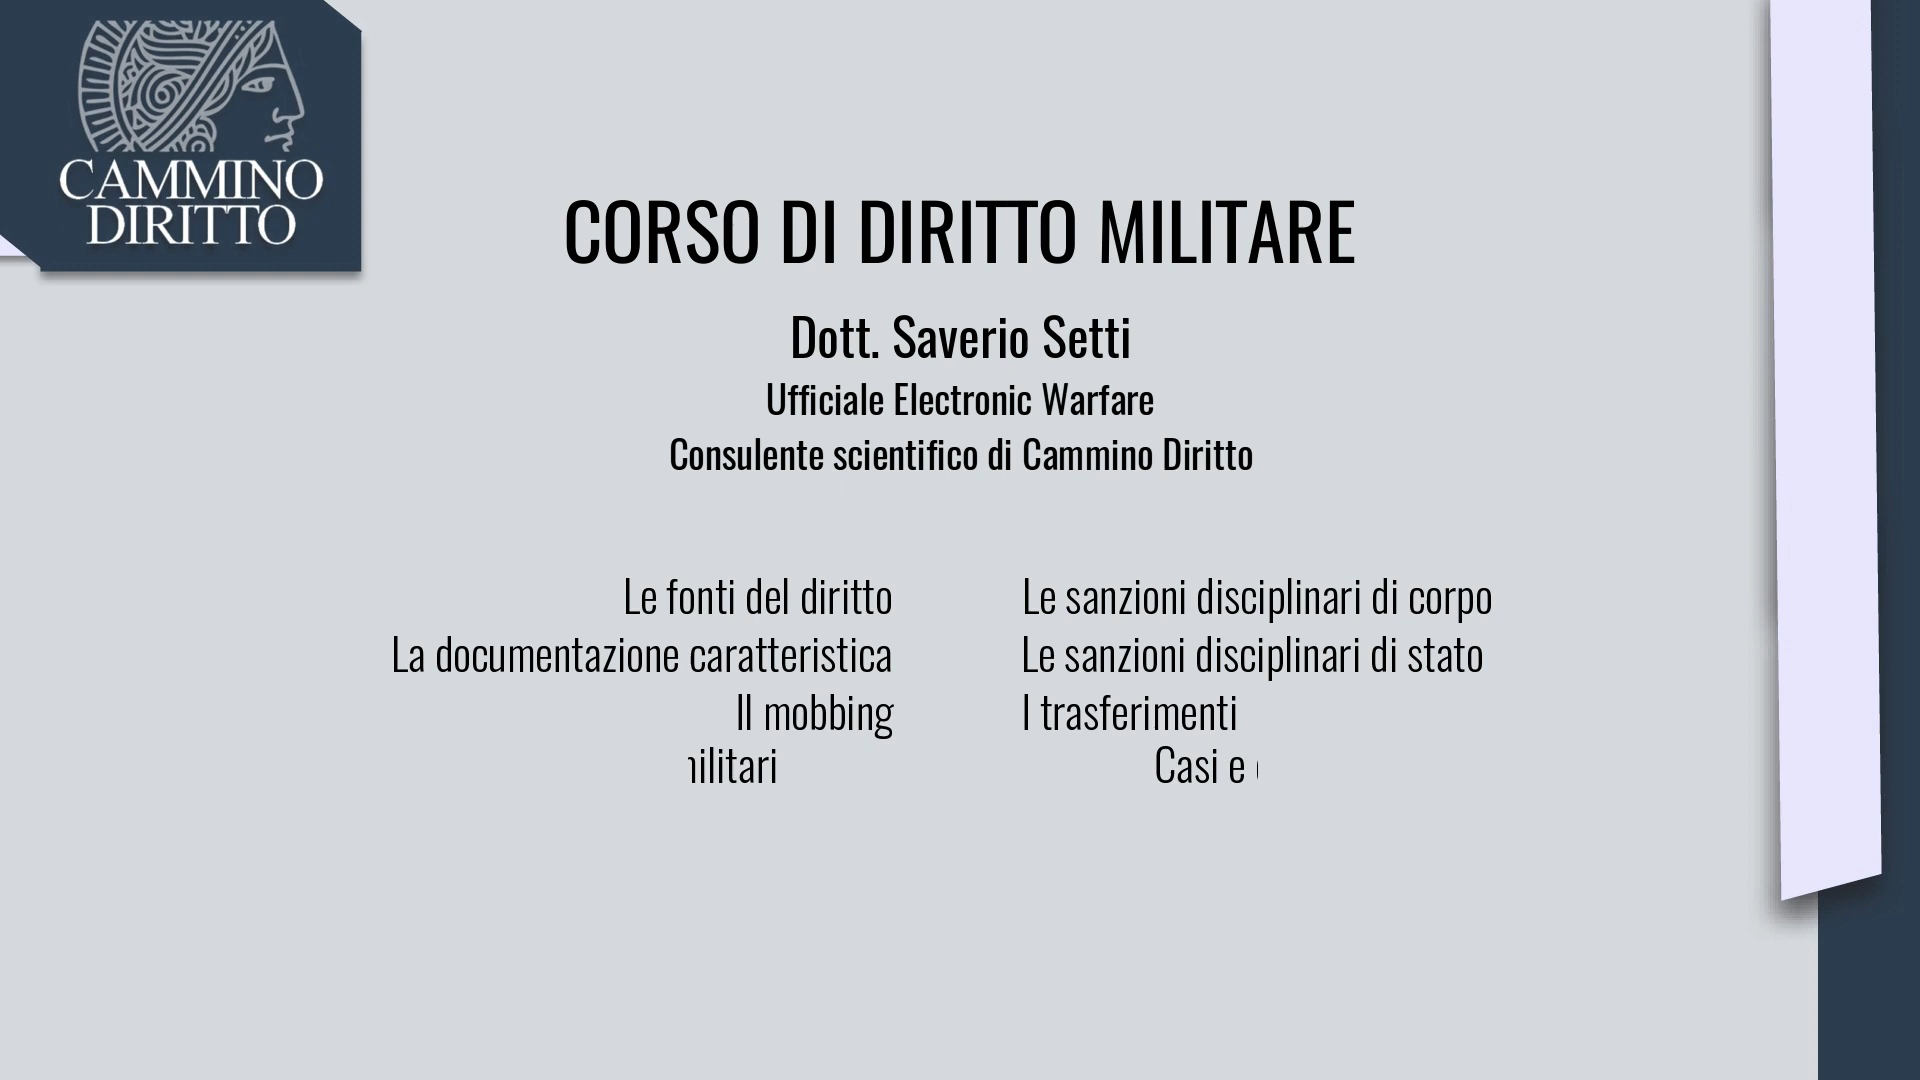 CAMMINO
DIRITTO
CORSO DI DIRITTO MILITARE
Dott. Saverio Setti
Ufficiale Electronic Warfare
Consulente scientifico di Cammino Diritto
Le fonti del diritto
La documentazione caratteristica
Il mobbing
Le sanzioni disciplinari di corpo
Le sanzioni disciplinari di stato
I trasferimenti
Casi e